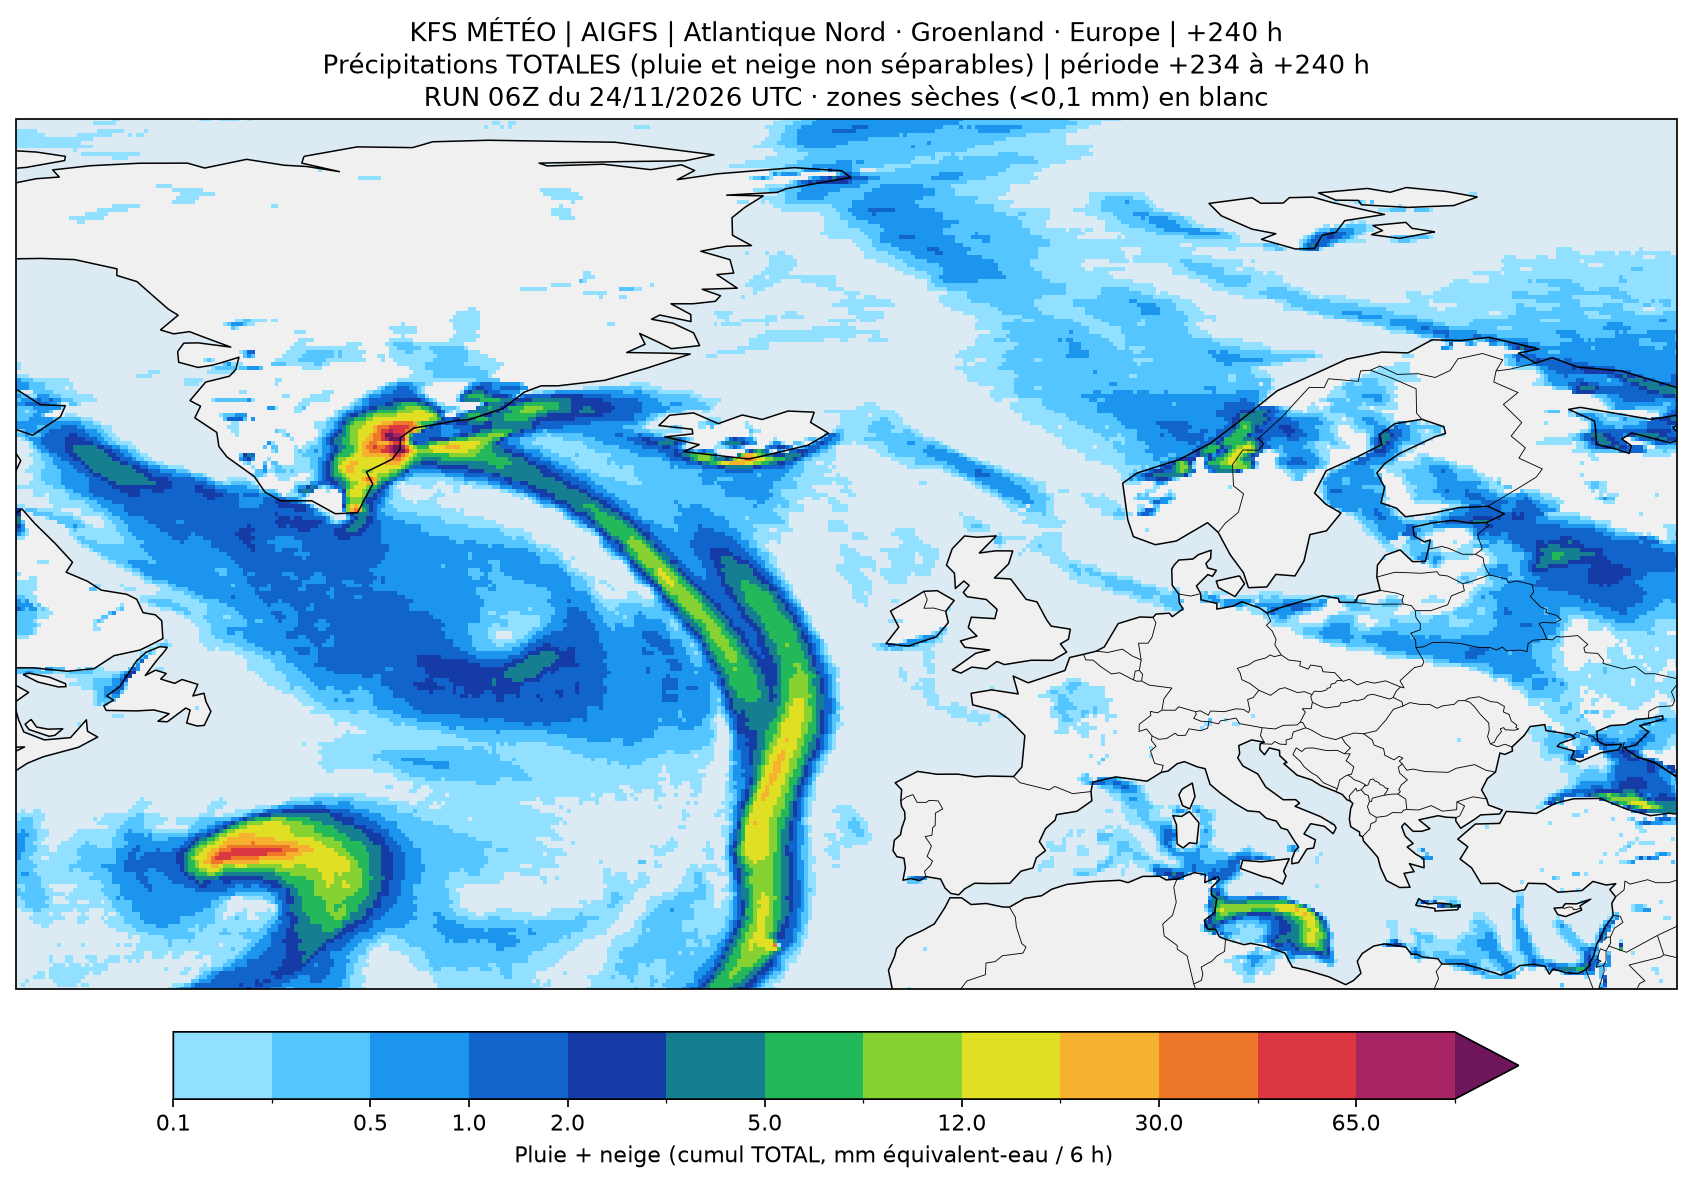 KFS MÉTÉO | AIGFS | Atlantique Nord · Groenland · Europe | +240 h
Précipitations TOTALES (pluie et neige non séparables) | période +234 à +240 h
RUN 06Z du 24/11/2026 UTC · zones sèches (<0,1 mm) en blanc
0.1 0.5 1.0 2.0 5.0 12.0 30.0 65.0
Pluie + neige (cumul TOTAL, mm équivalent-eau / 6 h)